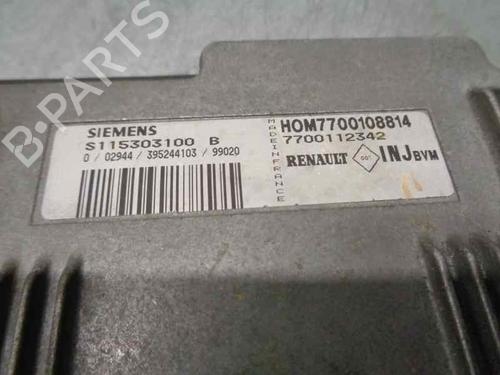 SIEMENS
S115303100 B
0 / 02944 / 395244103 / 99020
MADE IN FRANCE
HOM7700108814
7700112342
RENAULT INJ BVM
B-PARTS